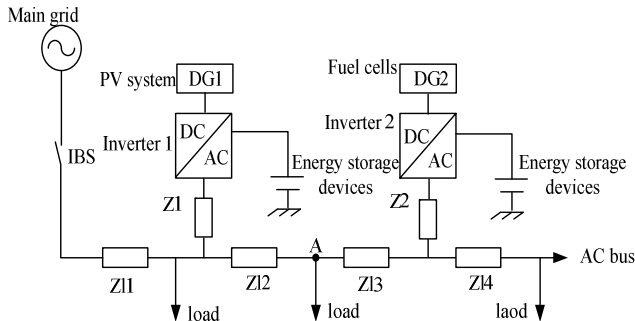 Main grid
PV system
DG1
Fuel cells
DG2
Inverter 1
DC
AC
Inverter 2
DC
AC
IBS
Energy storage
devices
Energy storage
devices
Z1
Z2
A
AC bus
Zl1
Zl2
Zl3
Zl4
load
load
laod